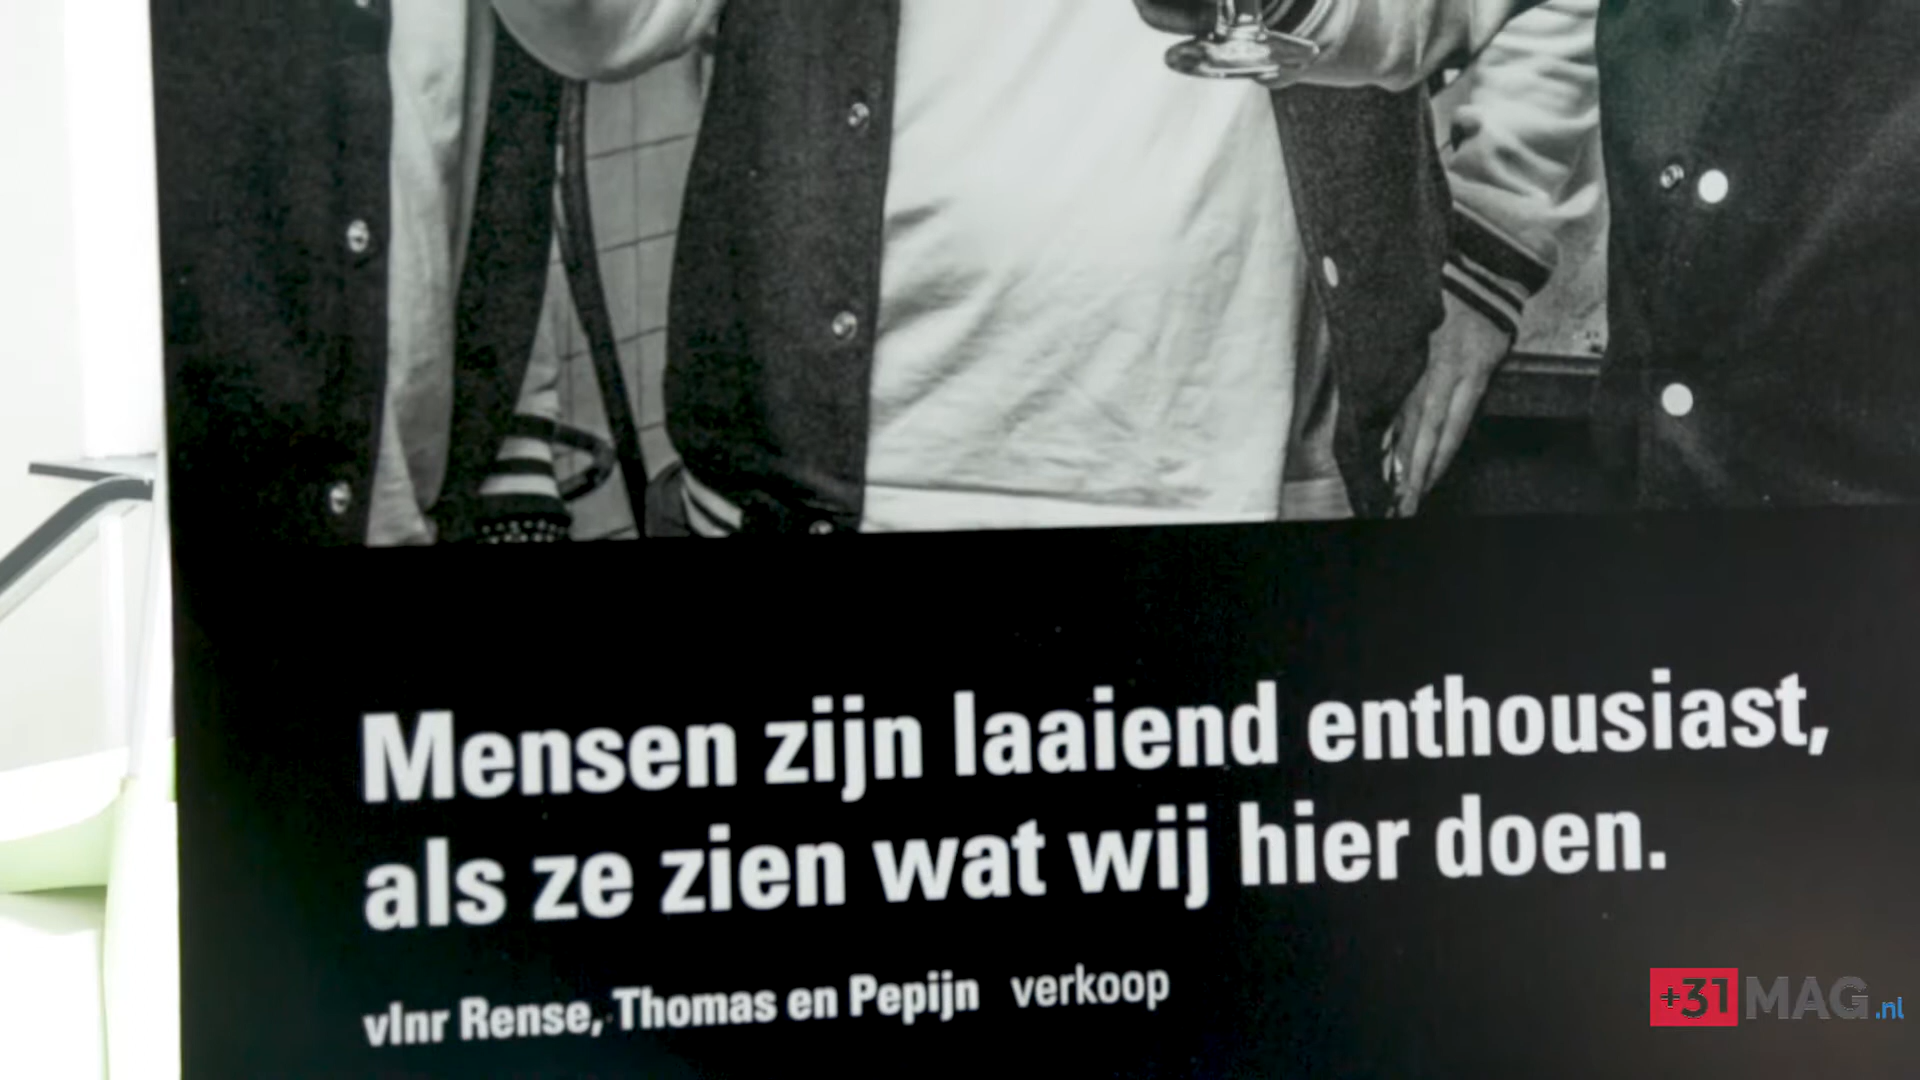 Mensen zijn laaiend enthousiast,
als ze zien wat wij hier doen.
vlnr Rense, Thomas en Pepijn verkoop
+31MAG.nl